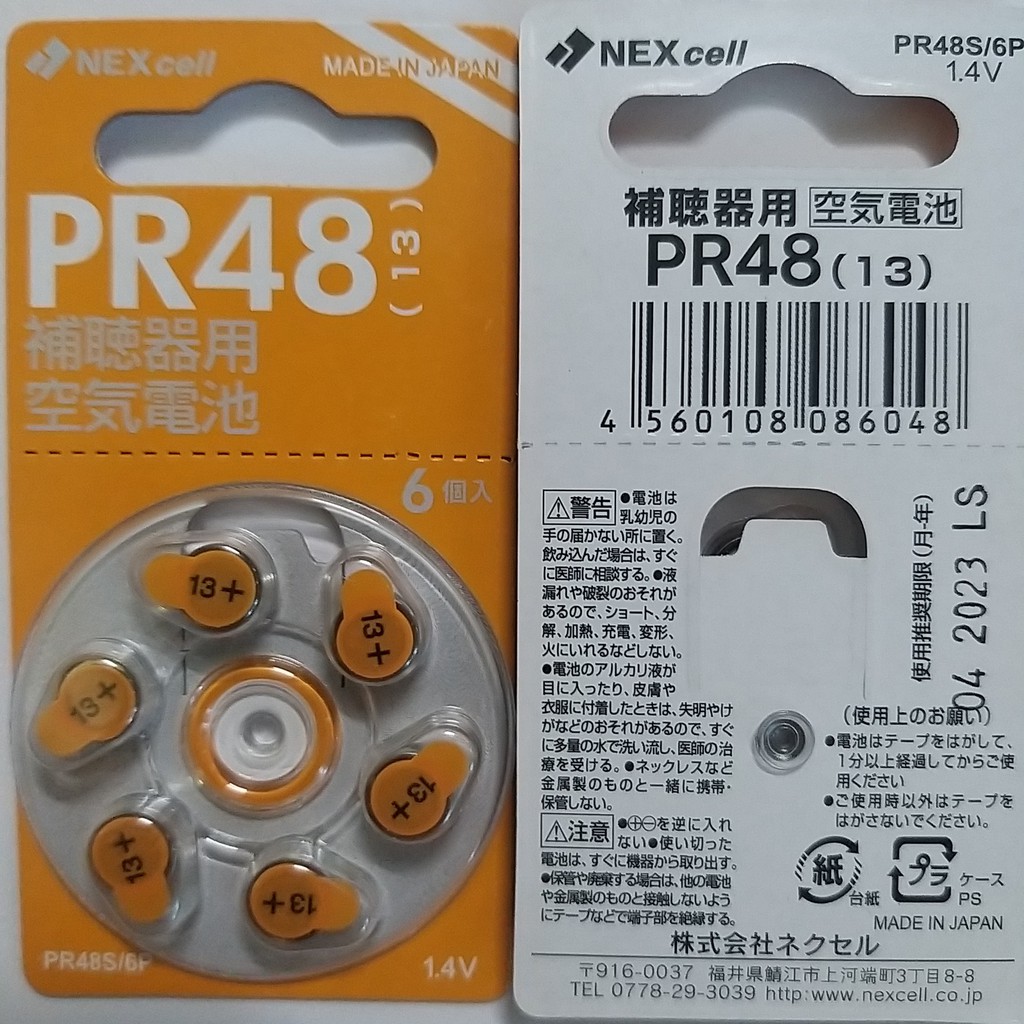 NEXcell
MADE IN JAPAN
PR48(13)
補聴器用
空気電池
6個入
13+
13+
13+
13+
13+
13+
PR48S/6P
1.4V
NEXcell
PR48S/6P
1.4V
補聴器用 空気電池
PR48(13)
4 560108 086048
⚠警告 ●電池は
乳幼児の
手の届かない所に置く。
飲み込んだ場合は、すぐ
に医師に相談する。●液
漏れや破裂のおそれが
あるので、ショート、分
解、加熱、充電、変形、
火にいれるなどしない。
●電池のアルカリ液が
目に入ったり、皮膚や
衣服に付着したときは、失明やけ
がなどのおそれがあるので、すぐ
に多量の水で洗い流し、医師の治
療を受ける。●ネックレスなど
金属製のものと一緒に携帯・
保管しない。
⚠注意 ●⊕⊖を逆に入れ
ない●使い切った
電池は、すぐに機器から取り出す。
●保管や廃棄する場合は、他の電池
や金属製のものと接触しないよう
にテープなどで端子部を絶縁する。
使用推奨期限(月-年)
04 2023 LS
(使用上のお願い)
●電池はテープをはがして、
1分以上経過してからご使
用ください
●ご使用時以外はテープを
はがさないでください。
紙 台紙
プラ ケース
PS
MADE IN JAPAN
株式会社ネクセル
〒916-0037 福井県鯖江市上河端町3丁目8-8
TEL 0778-29-3039 http:www.nexcell.co.jp